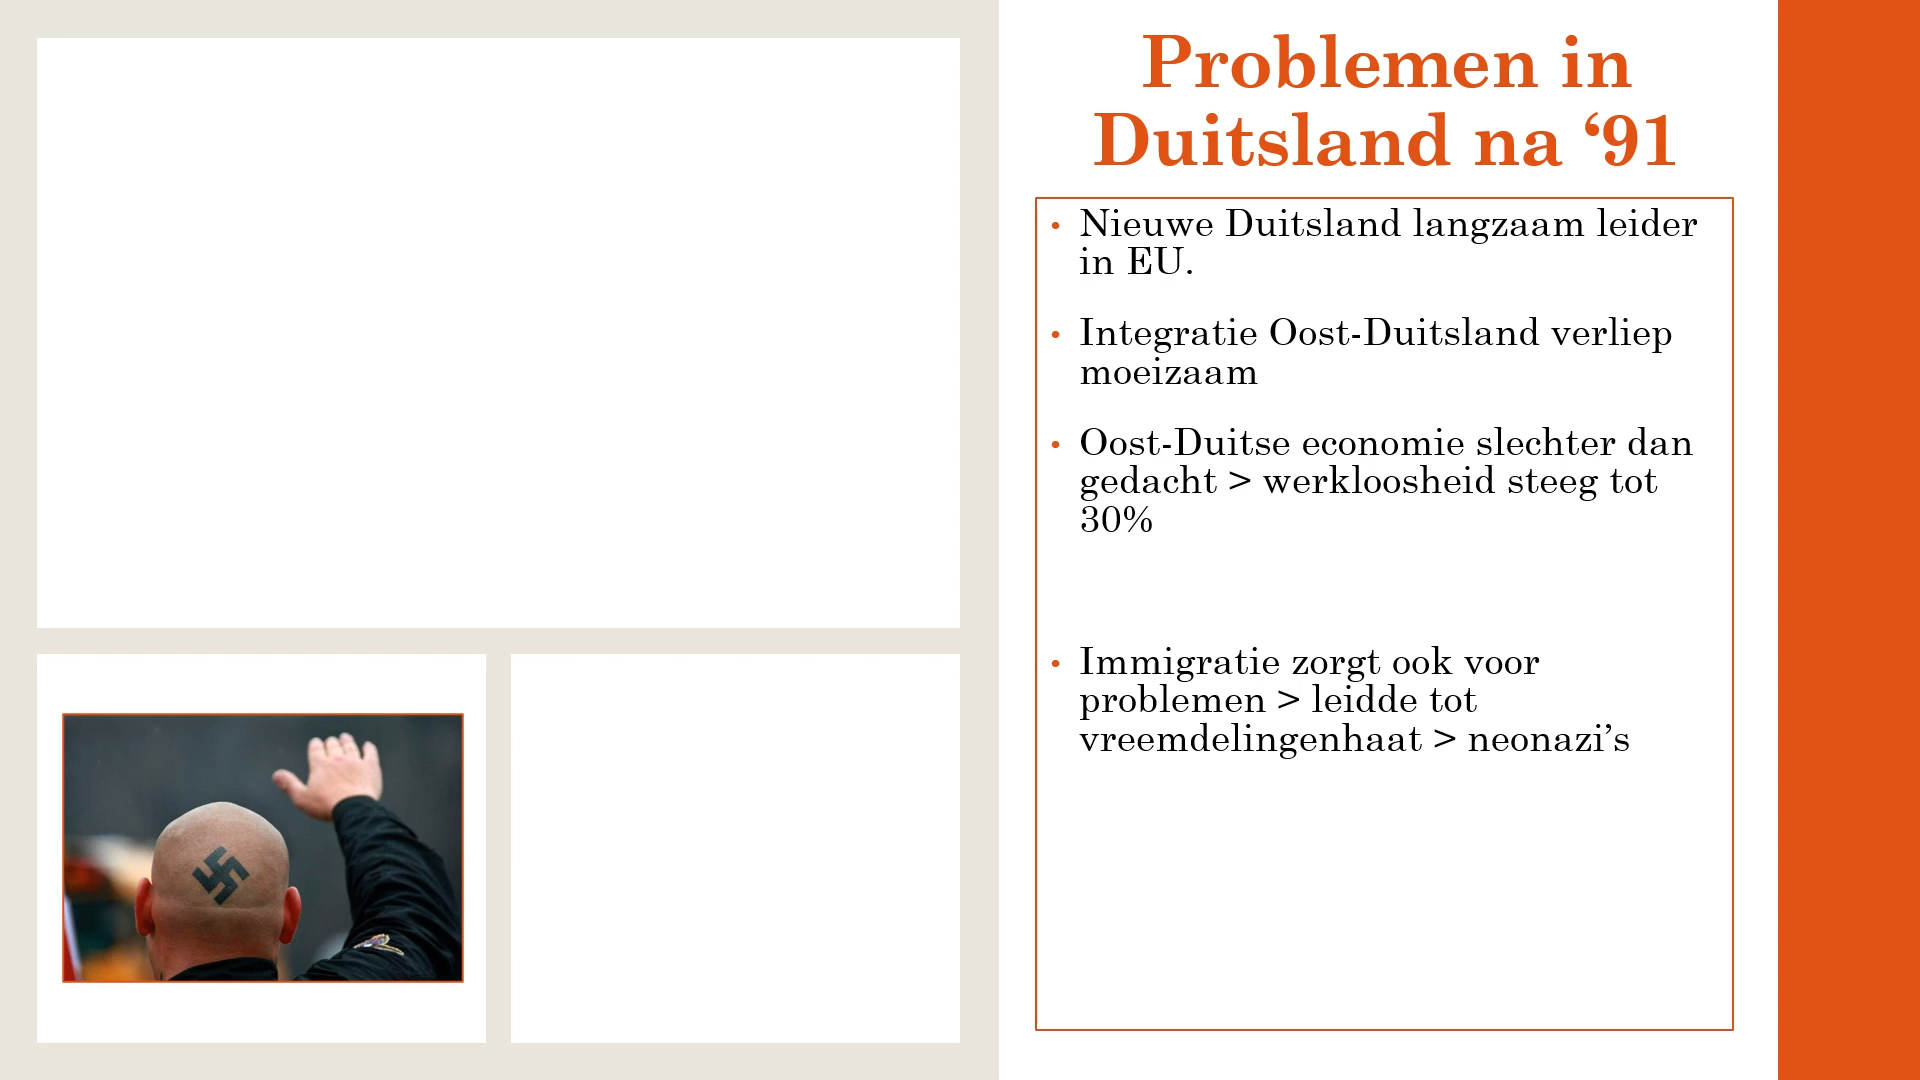 Problemen in
Duitsland na ‘91
• Nieuwe Duitsland langzaam leider
in EU.
• Integratie Oost-Duitsland verliep
moeizaam
• Oost-Duitse economie slechter dan
gedacht > werkloosheid steeg tot
30%
• Immigratie zorgt ook voor
problemen > leidde tot
vreemdelingenhaat > neonazi’s